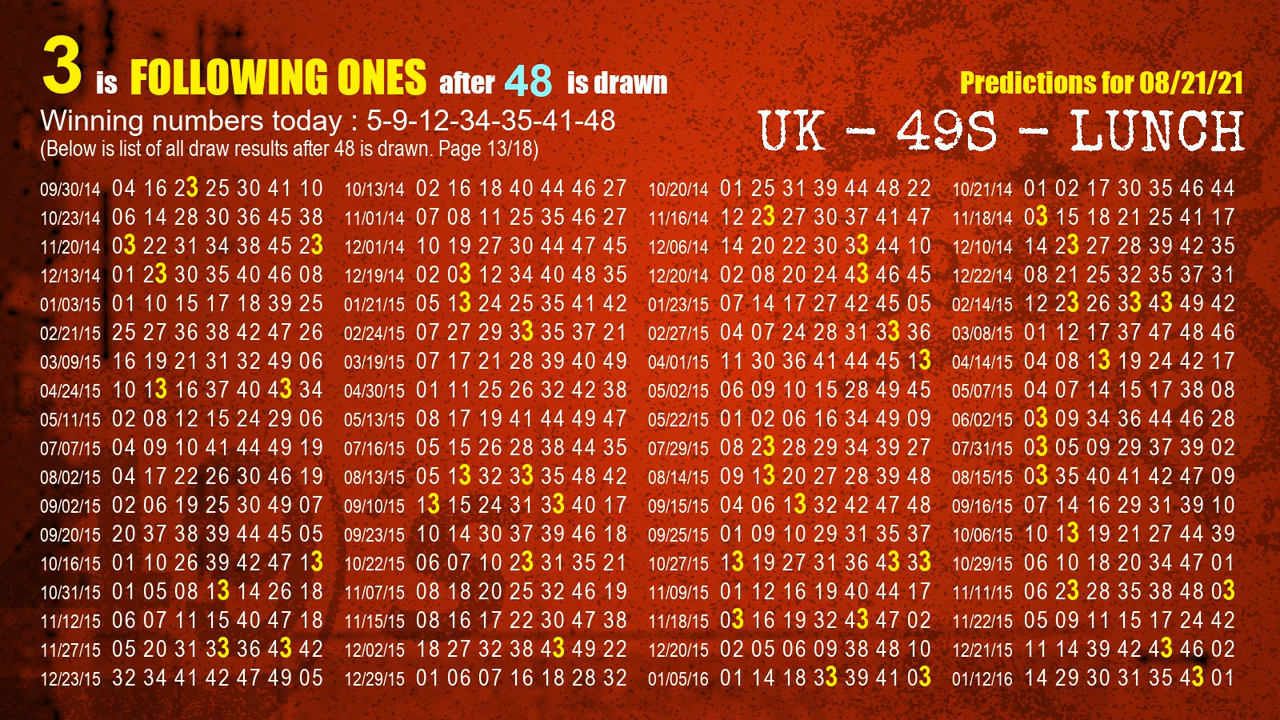 3 is FOLLOWING ONES after 48 is drawn
Predictions for 08/21/21
Winning numbers today : 5-9-12-34-35-41-48
UK - 49S - LUNCH
(Below is list of all draw results after 48 is drawn. Page 13/18)
09/30/14 04 16 23 25 30 41 10 10/13/14 02 16 18 40 44 46 27 10/20/14 01 25 31 39 44 48 22 10/21/14 01 02 17 30 35 46 44
10/23/14 06 14 28 30 36 45 38 11/01/14 07 08 11 25 35 46 27 11/16/14 12 23 27 30 37 41 47 11/18/14 03 15 18 21 25 41 17
11/20/14 03 22 31 34 38 45 23 12/01/14 10 19 27 30 44 47 45 12/06/14 14 20 22 30 33 44 10 12/10/14 14 23 27 28 39 42 35
12/13/14 01 23 30 35 40 46 08 12/19/14 02 03 12 34 40 48 35 12/20/14 02 08 20 24 43 46 45 12/22/14 08 21 25 32 35 37 31
01/03/15 01 10 15 17 18 39 25 01/21/15 05 13 24 25 35 41 42 01/23/15 07 14 17 27 42 45 05 02/14/15 12 23 26 33 43 49 42
02/21/15 25 27 36 38 42 47 26 02/24/15 07 27 29 33 35 37 21 02/27/15 04 07 24 28 31 33 36 03/08/15 01 12 17 37 47 48 46
03/09/15 16 19 21 31 32 49 06 03/19/15 07 17 21 28 39 40 49 04/01/15 11 30 36 41 44 45 13 04/14/15 04 08 13 19 24 42 17
04/24/15 10 13 16 37 40 43 34 04/30/15 01 11 25 26 32 42 38 05/02/15 06 09 10 15 28 49 45 05/07/15 04 07 14 15 17 38 08
05/11/15 02 08 12 15 24 29 06 05/13/15 08 17 19 41 44 49 47 05/22/15 01 02 06 16 34 49 09 06/02/15 03 09 34 36 44 46 28
07/07/15 04 09 10 41 44 49 19 07/16/15 05 15 26 28 38 44 35 07/29/15 08 23 28 29 34 39 27 07/31/15 03 05 09 29 37 39 02
08/02/15 04 17 22 26 30 46 19 08/13/15 05 13 32 33 35 48 42 08/14/15 09 13 20 27 28 39 48 08/15/15 03 35 40 41 42 47 09
09/02/15 02 06 19 25 30 49 07 09/10/15 13 15 24 31 33 40 17 09/15/15 04 06 13 32 42 47 48 09/16/15 07 14 16 29 31 39 10
09/20/15 20 37 38 39 44 45 05 09/23/15 10 14 30 37 39 46 18 09/25/15 01 09 10 29 31 35 37 10/06/15 10 13 19 21 27 44 39
10/16/15 01 10 26 39 42 47 13 10/22/15 06 07 10 23 31 35 21 10/27/15 13 19 27 31 36 43 33 10/29/15 06 10 18 20 34 47 01
10/31/15 01 05 08 13 14 26 18 11/07/15 08 18 20 25 32 46 19 11/09/15 01 12 16 19 40 44 17 11/11/15 06 23 28 35 38 48 03
11/12/15 06 07 11 15 40 47 18 11/15/15 08 16 17 22 30 47 38 11/18/15 03 16 19 32 43 47 02 11/22/15 05 09 11 15 17 24 42
11/27/15 05 20 31 33 36 43 42 12/02/15 18 27 32 38 43 49 22 12/20/15 02 05 06 09 38 48 10 12/21/15 11 14 39 42 43 46 02
12/23/15 32 34 41 42 47 49 05 12/29/15 01 06 07 16 18 28 32 01/05/16 01 14 18 33 39 41 03 01/12/16 14 29 30 31 35 43 01